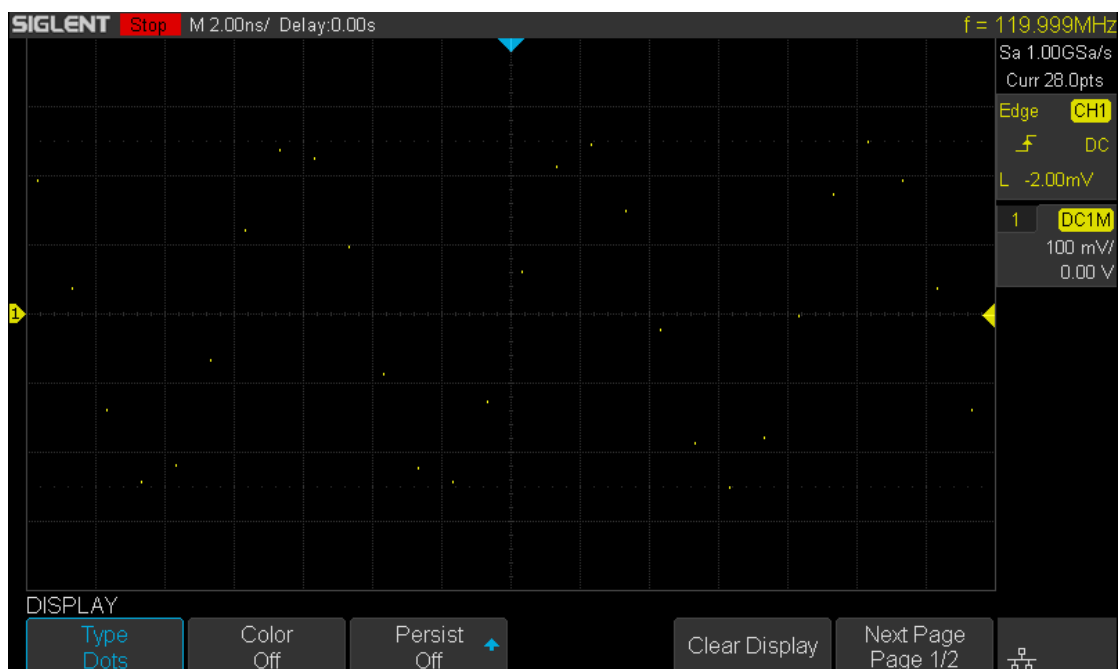 SIGLENT Stop M 2.00ns/ Delay:0.00s f = 119.999MHz
Sa 1.00GSa/s
Curr 28.0pts
Edge CH1
DC
L -2.00mV
1 DC1M
100 mV/
0.00 V
1
DISPLAY
Type
Dots
Color
Off
Persist
Off
Clear Display
Next Page
Page 1/2